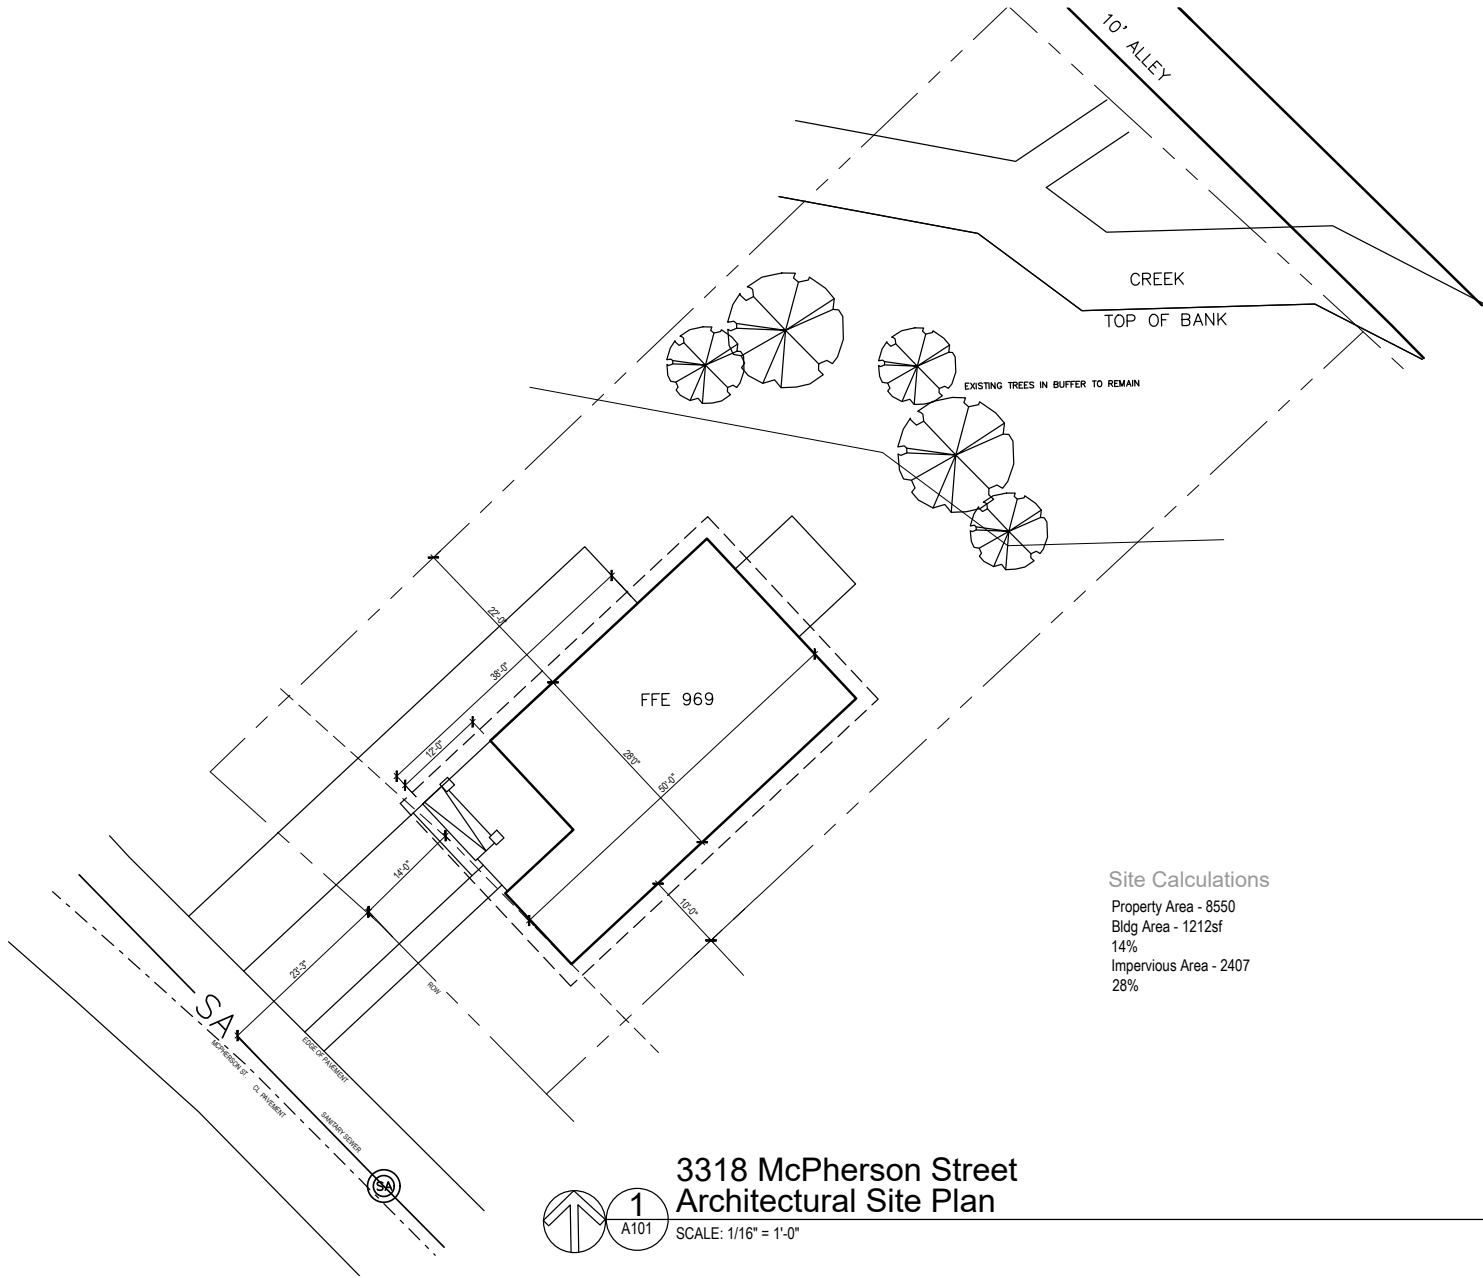 10' ALLEY
CREEK
TOP OF BANK
EXISTING TREES IN BUFFER TO REMAIN
22'-0"
38'-0"
FFE 969
12'-0"
28'0"
50'-0"
14'-0"
10'-0"
23'-3"
ROW
SA
MCPHERSON ST.
EDGE OF PAVEMENT
CL PAVEMENT
SANITARY SEWER
SA
Site Calculations
Property Area - 8550
Bldg Area - 1212sf
14%
Impervious Area - 2407
28%
1
A101
3318 McPherson Street
Architectural Site Plan
SCALE: 1/16" = 1'-0"